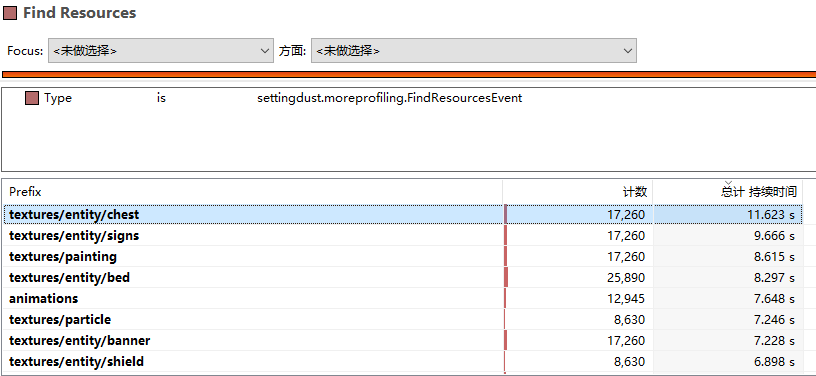 Find Resources
Focus: <未做选择> 方面: <未做选择>
Type is settingdust.moreprofiling.FindResourcesEvent
Prefix 计数 总计 持续时间
textures/entity/chest 17,260 11.623 s
textures/entity/signs 17,260 9.666 s
textures/painting 17,260 8.615 s
textures/entity/bed 25,890 8.297 s
animations 12,945 7.648 s
textures/particle 8,630 7.246 s
textures/entity/banner 17,260 7.228 s
textures/entity/shield 8,630 6.898 s